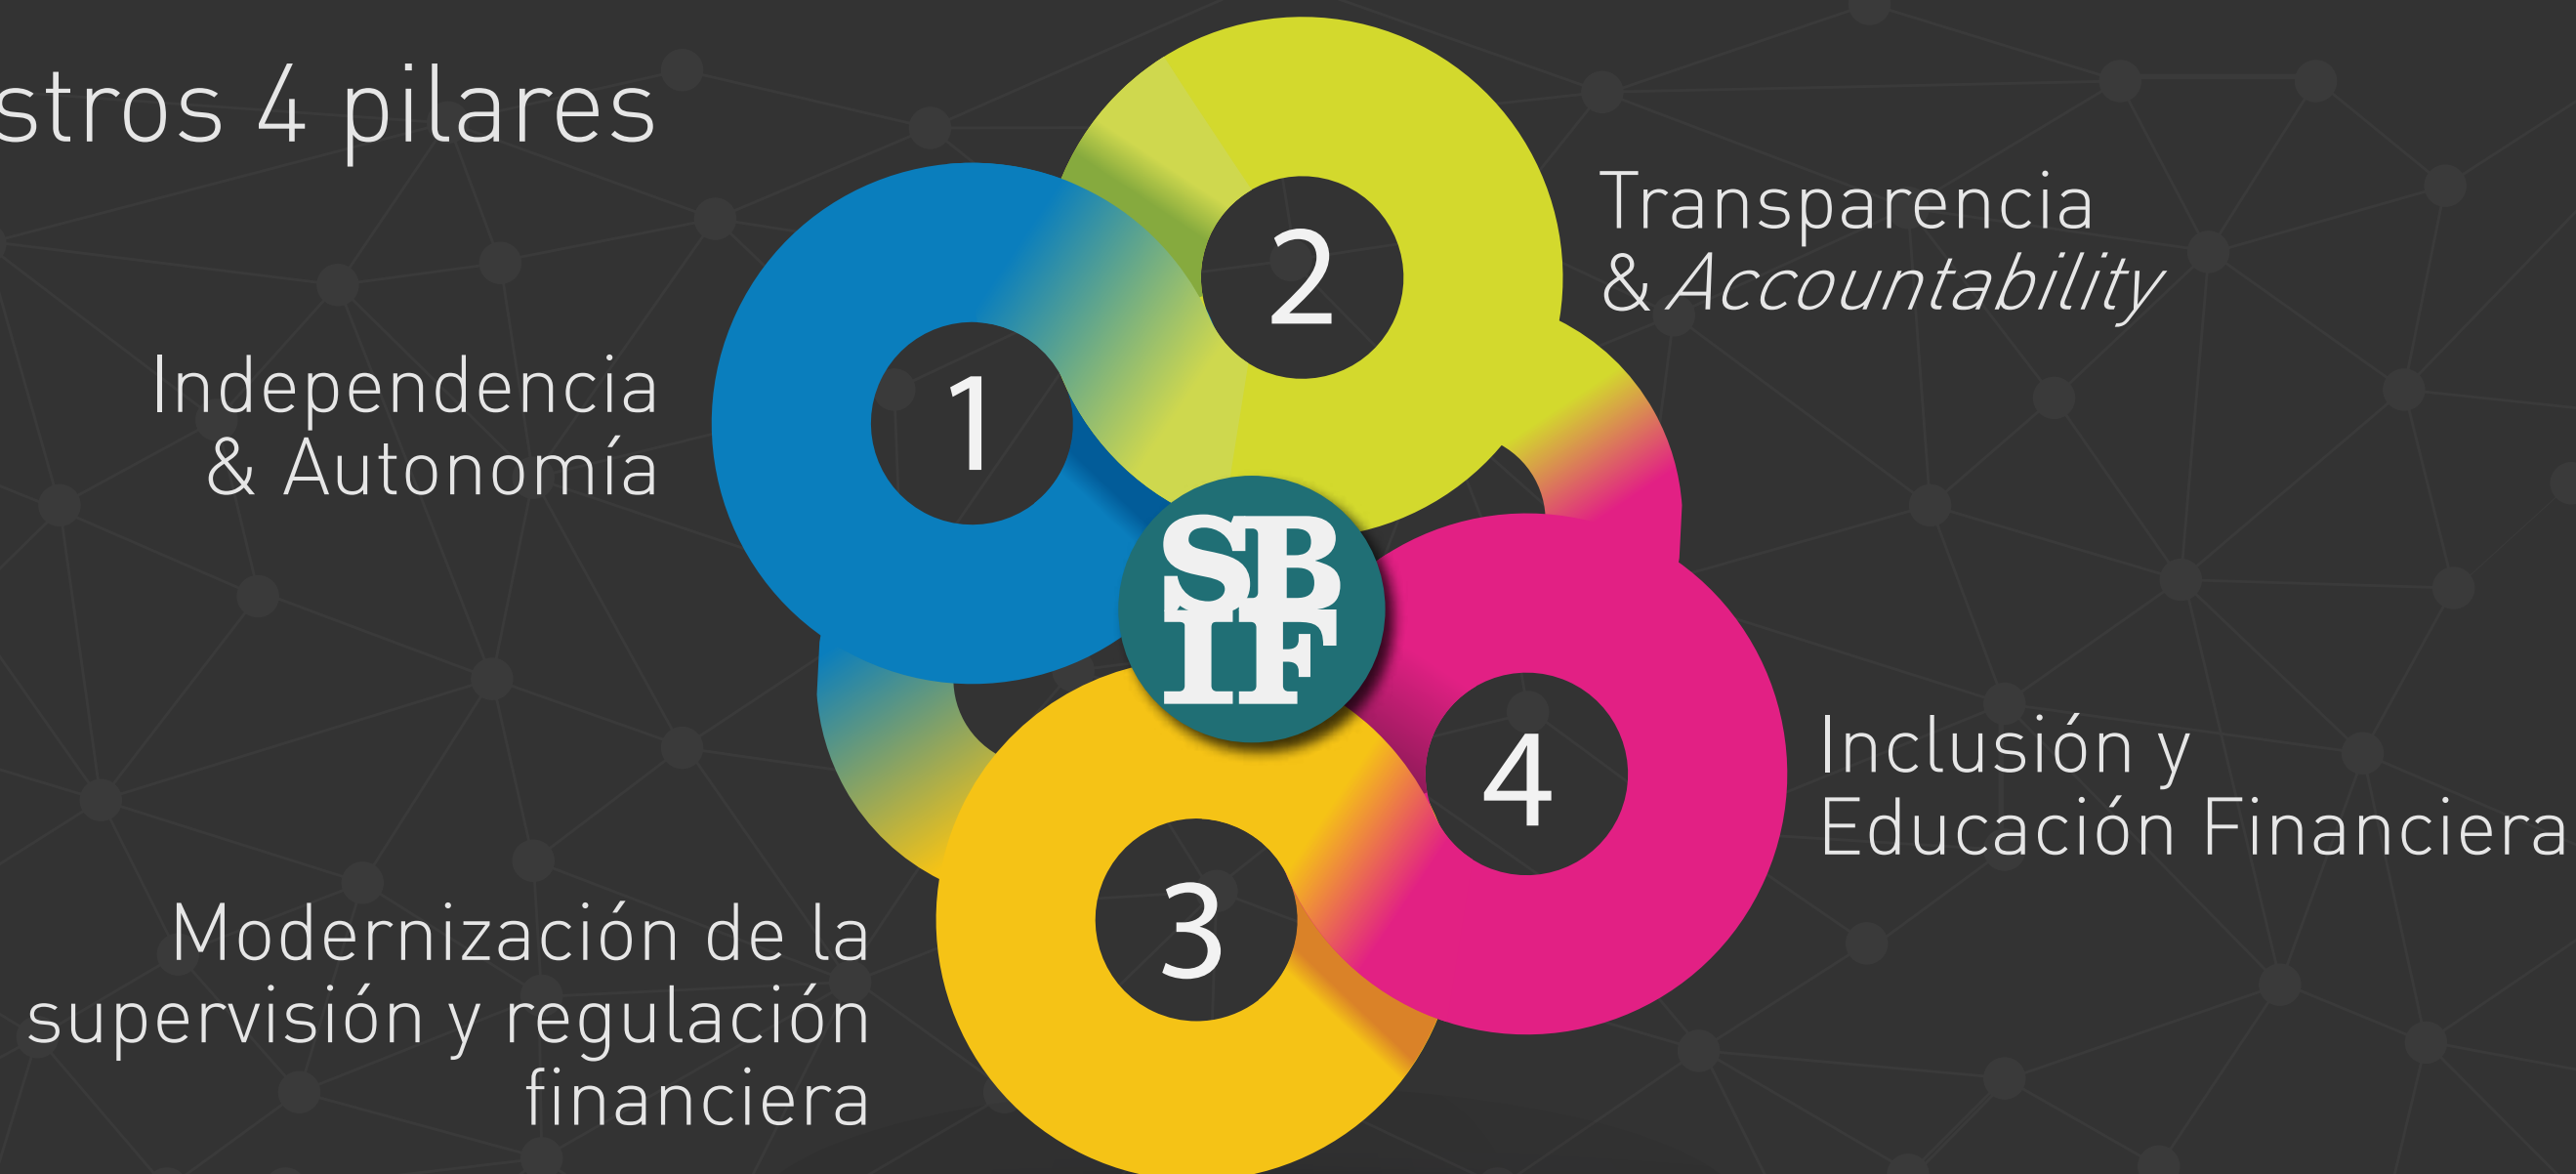 stros 4 pilares
1
Independencia
& Autonomía
2
Transparencia
& Accountability
SB
IF
3
Modernización de la
supervisión y regulación
financiera
4
Inclusión y
Educación Financiera